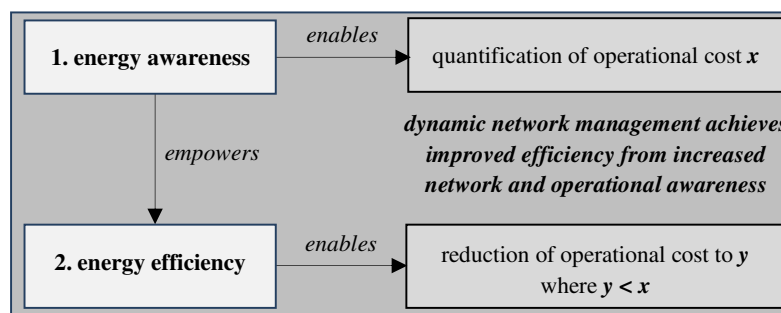 enables
1. energy awareness
quantification of operational cost x
dynamic network management achieves
improved efficiency from increased
network and operational awareness
empowers
enables
2. energy efficiency
reduction of operational cost to y
where y < x